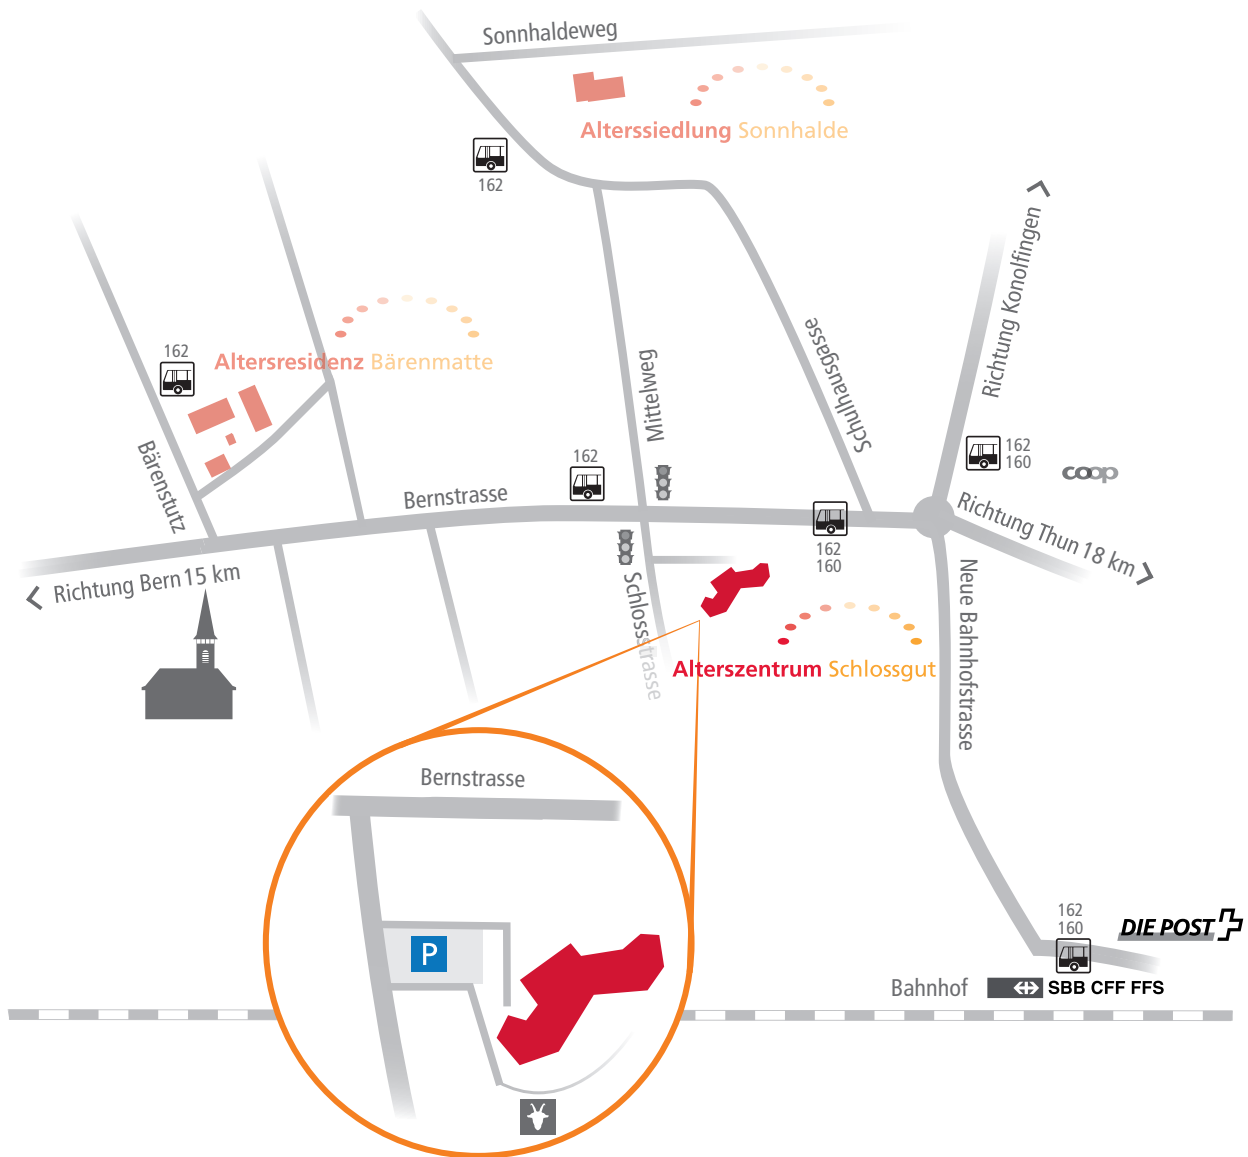 Sonnhaldeweg
Alterssiedlung Sonnhalde
162
Richtung Konolfingen
162
Altersresidenz Bärenmatte
Schulhausgasse
Mittelweg
Bärenstutz
162
160
coop
162
Bernstrasse
Richtung Thun 18 km
162
160
Richtung Bern 15 km
Schlossstrasse
Neue Bahnhofstrasse
Alterszentrum Schlossgut
Bernstrasse
P
162
160
DIE POST
Bahnhof
SBB CFF FFS